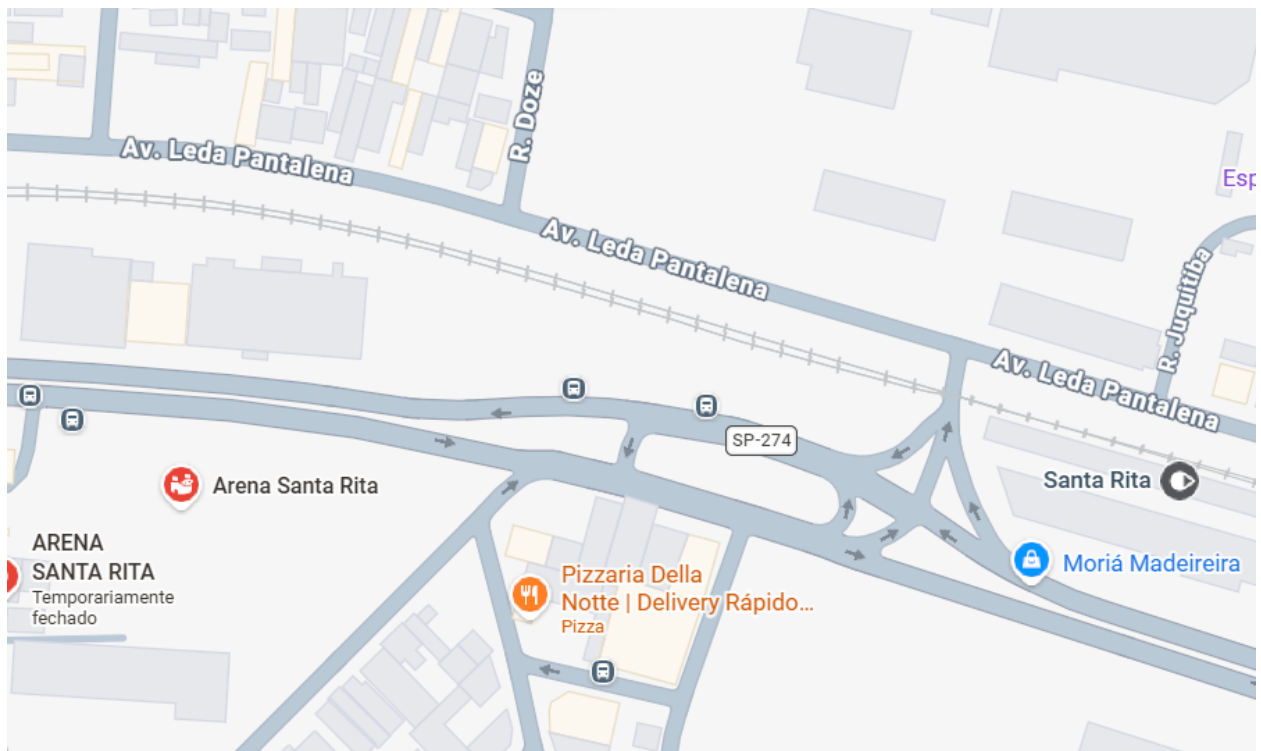 R. Doze
Av. Leda Pantalena
Esp
Av. Leda Pantalena
R. Juquitiba
Av. Leda Pantalena
SP-274
Santa Rita
Arena Santa Rita
ARENA
SANTA RITA
Temporariamente
fechado
Moriá Madeireira
Pizzaria Della
Notte | Delivery Rápido...
Pizza